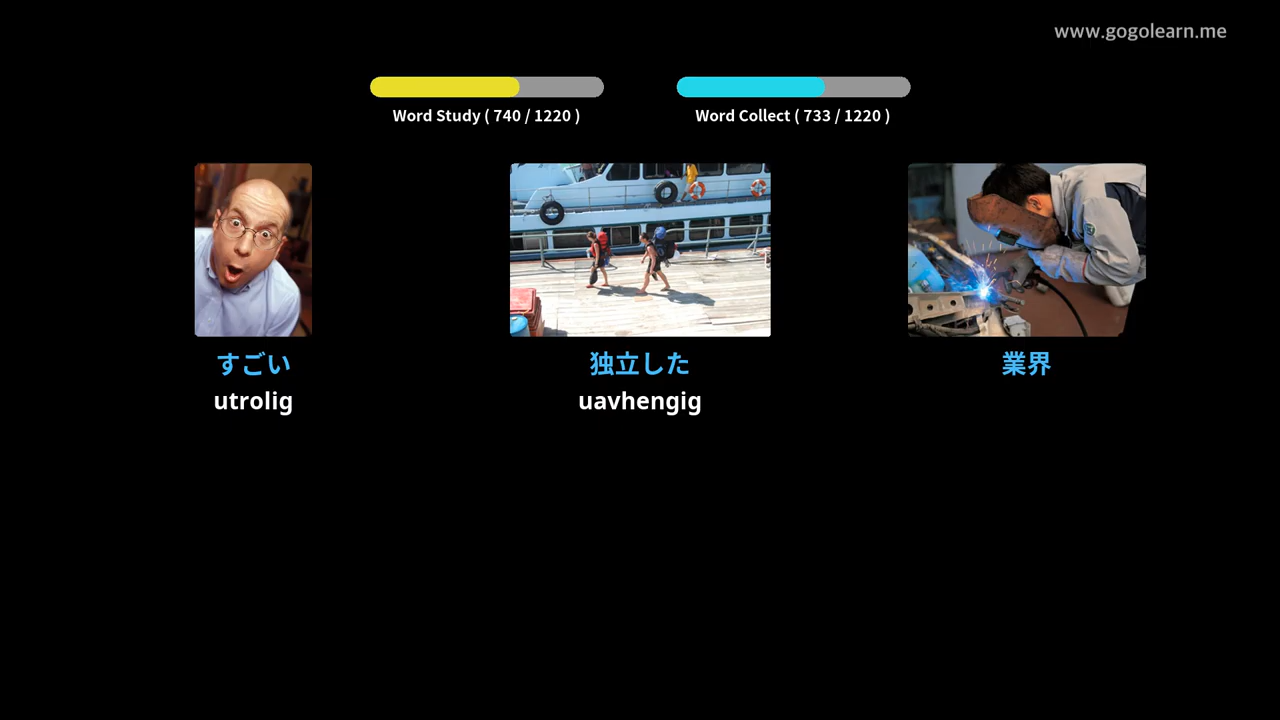 www.gogolearn.me
Word Study ( 740 / 1220 )
Word Collect ( 733 / 1220 )
すごい
utrolig
独立した
uavhengig
業界